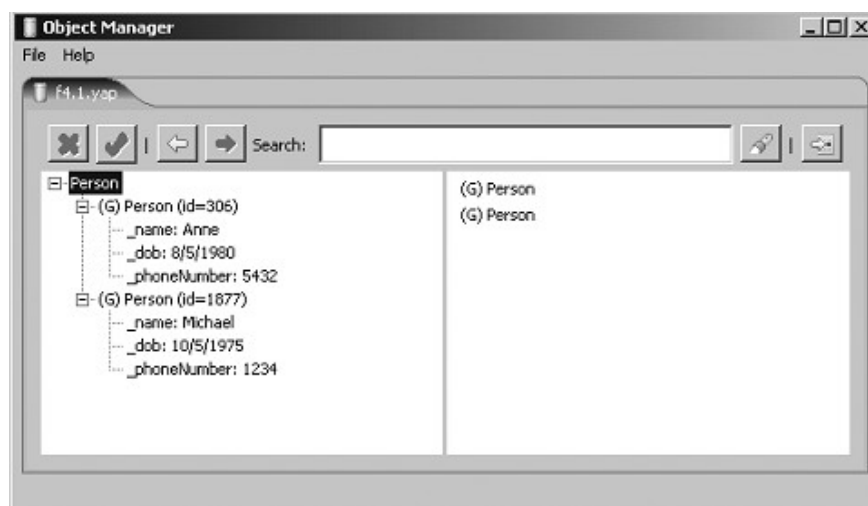 Object Manager
File Help
f4.1.yap
Search:
Person
(G) Person (id=306)
_name: Anne
_dob: 8/5/1980
_phoneNumber: 5432
(G) Person (id=1877)
_name: Michael
_dob: 10/5/1975
_phoneNumber: 1234
(G) Person
(G) Person